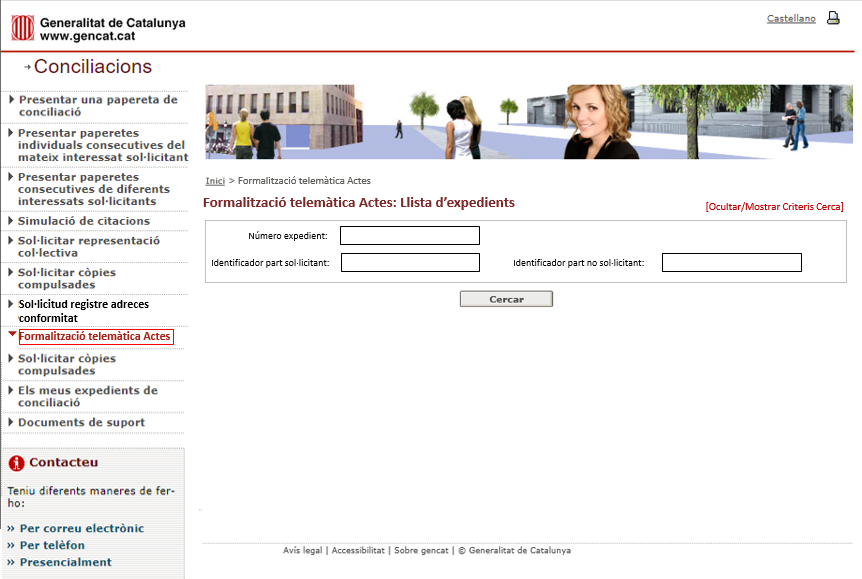 Generalitat de Catalunya
www.gencat.cat
Castellano
Conciliacions
Presentar una papereta de
conciliació
Presentar paperetes
individuals consecutives del
mateix interessat sol·licitant
Presentar paperetes
consecutives de diferents
interessats sol·licitants
Simulació de citacions
Sol·licitar representació
col·lectiva
Sol·licitar còpies
compulsades
Sol·licitud registre adreces
conformitat
Formalització telemàtica Actes
Sol·licitar còpies
compulsades
Els meus expedients de
conciliació
Documents de suport
Contacteu
Teniu diferents maneres de fer-
ho:
» Per correu electrònic
» Per telèfon
» Presencialment
Inici > Formalització telemàtica Actes
Formalització telemàtica Actes: Llista d'expedients
[Ocultar/Mostrar Criteris Cerca]
Número expedient:
Identificador part sol·licitant:
Identificador part no sol·licitant:
Cercar
Avís legal | Accessibilitat | Sobre gencat | © Generalitat de Catalunya